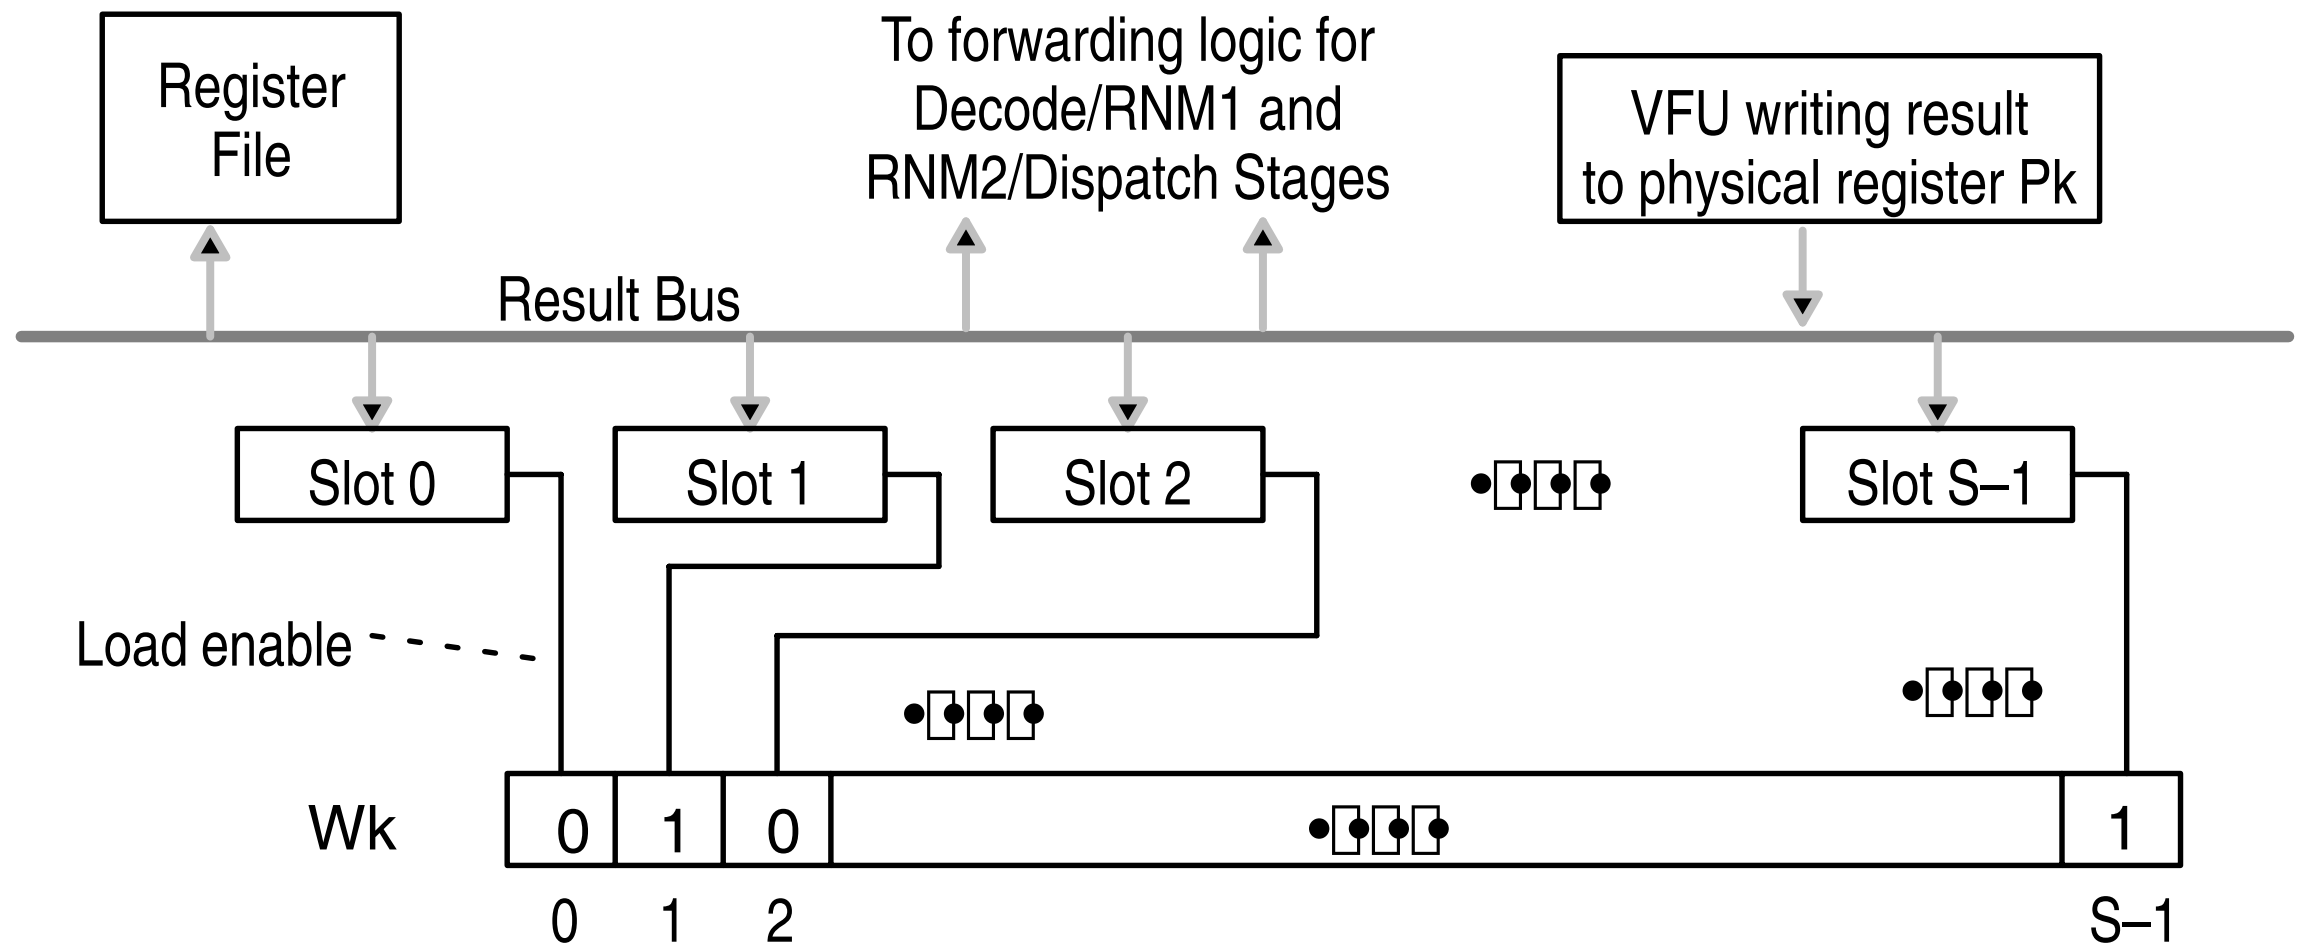 Register
File
To forwarding logic for
Decode/RNM1 and
RNM2/Dispatch Stages
VFU writing result
to physical register Pk
Result Bus
Slot 0
Slot 1
Slot 2
Slot S–1
Load enable
Wk
0 1 0 1
0 1 2 S–1